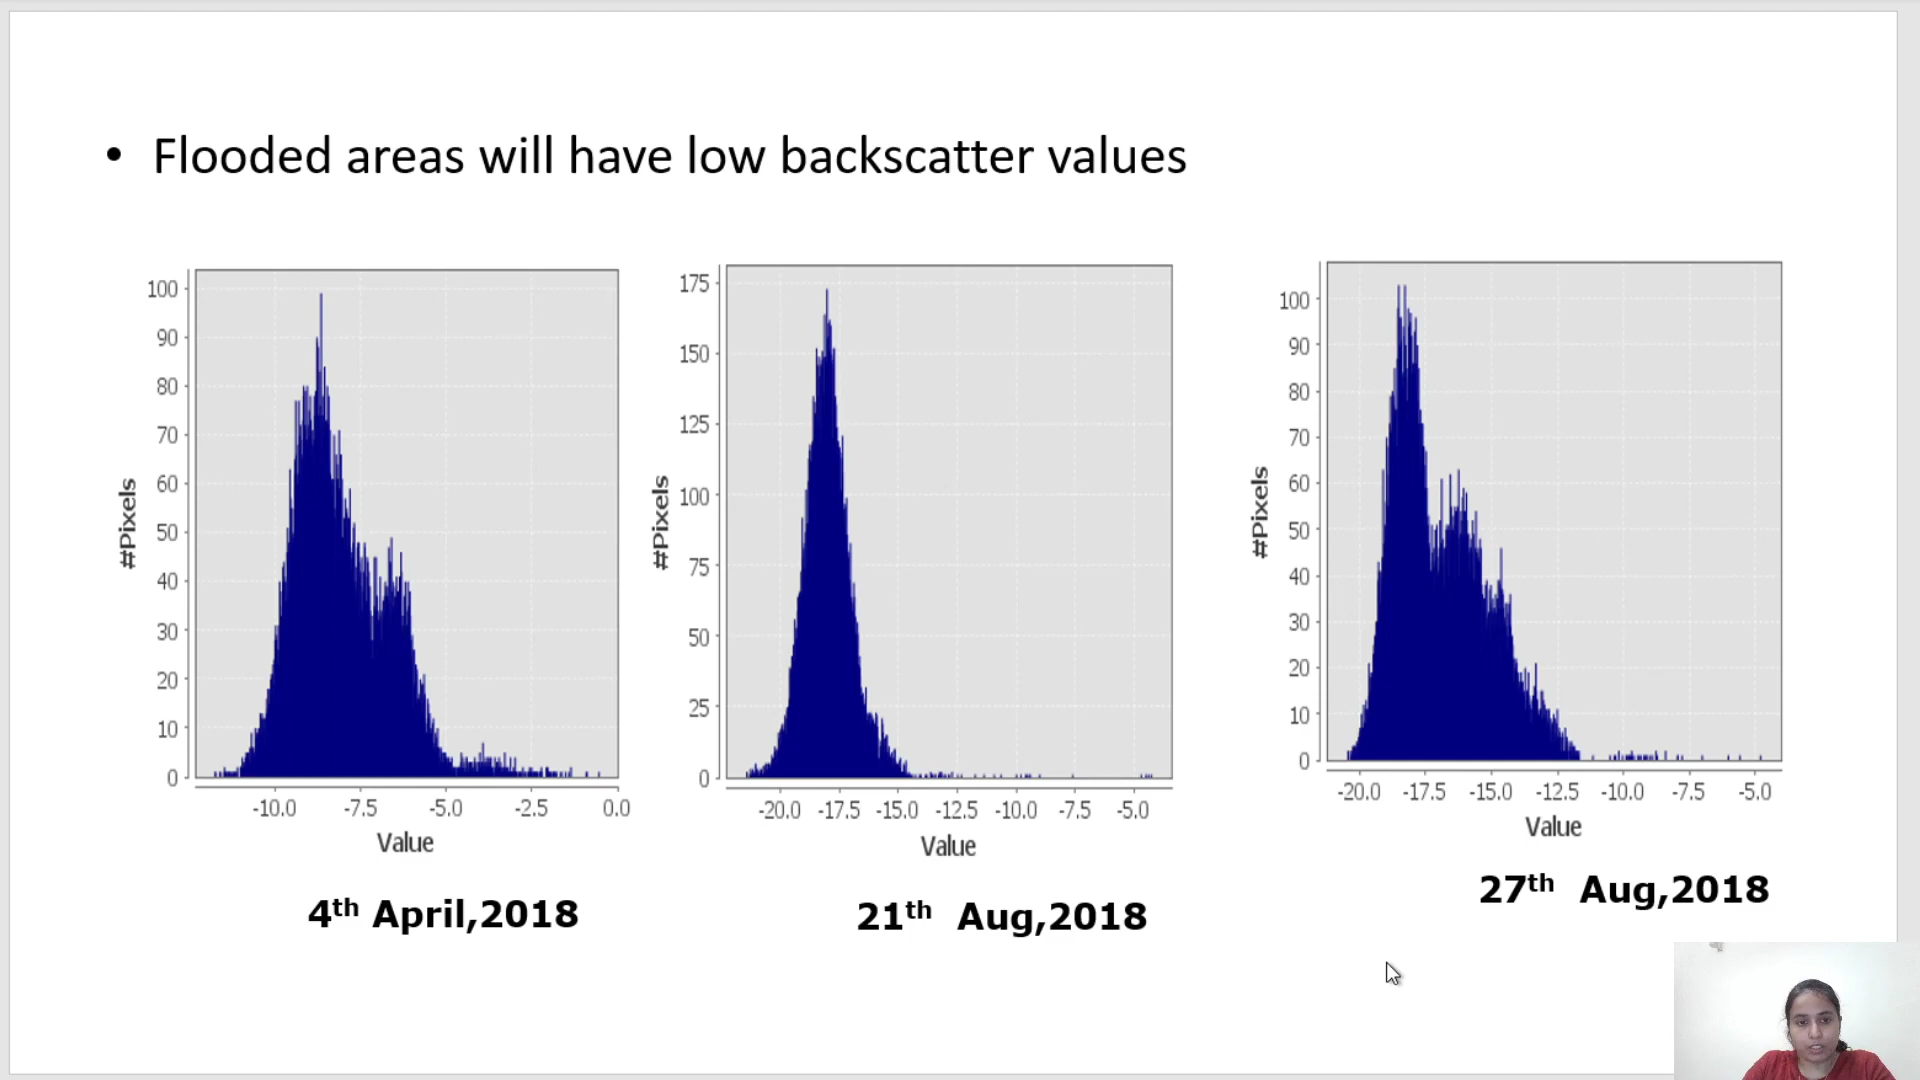 • Flooded areas will have low backscatter values
#Pixels
100
90
80
70
60
50
40
30
20
10
0
-10.0 -7.5 -5.0 -2.5 0.0
Value
4th April,2018
#Pixels
175
150
125
100
75
50
25
0
-20.0 -17.5 -15.0 -12.5 -10.0 -7.5 -5.0
Value
21th Aug,2018
#Pixels
100
90
80
70
60
50
40
30
20
10
0
-20.0 -17.5 -15.0 -12.5 -10.0 -7.5 -5.0
Value
27th Aug,2018